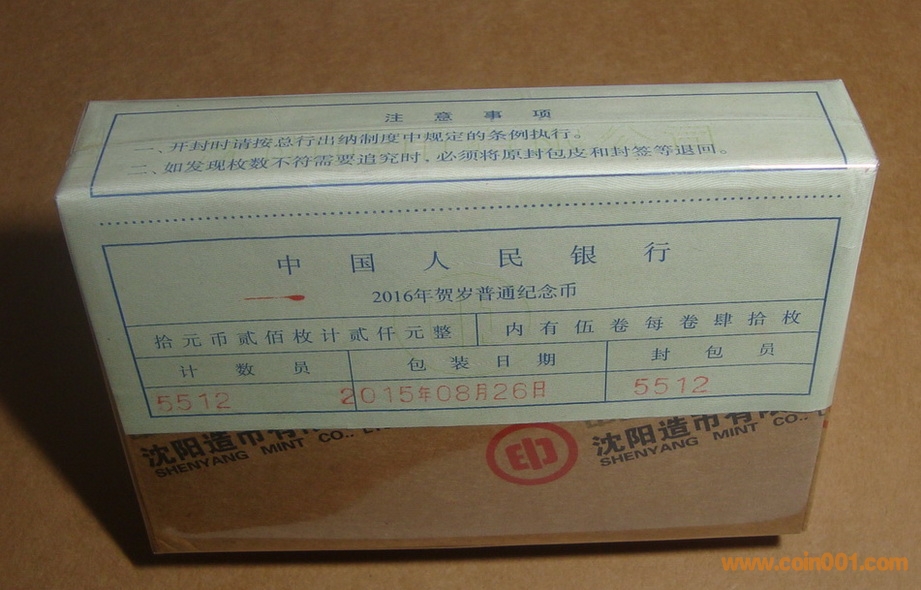 注意事项
一、开封时请按总行出纳制度中规定的条例执行。
二、如发现枚数不符需要追究时，必须将原封包皮和封签等退回。
中国人民银行
2016年贺岁普通纪念币
拾元币贰佰枚计贰仟元整 内有伍卷每卷肆拾枚
计数员 包装日期 封包员
5512 2015年08月26日 5512
沈阳造币有 印 沈阳造币有
SHENYANG MINT CO., SHENYANG MINT CO., LTD
www.coin001.com